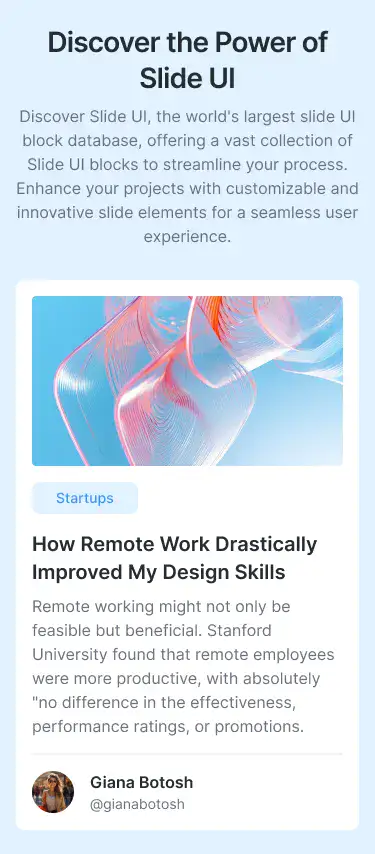 Discover the Power of
Slide UI
Discover Slide UI, the world's largest slide UI
block database, offering a vast collection of
Slide UI blocks to streamline your process.
Enhance your projects with customizable and
innovative slide elements for a seamless user
experience.
Startups
How Remote Work Drastically
Improved My Design Skills
Remote working might not only be
feasible but beneficial. Stanford
University found that remote employees
were more productive, with absolutely
"no difference in the effectiveness,
performance ratings, or promotions.
Giana Botosh
@gianabotosh